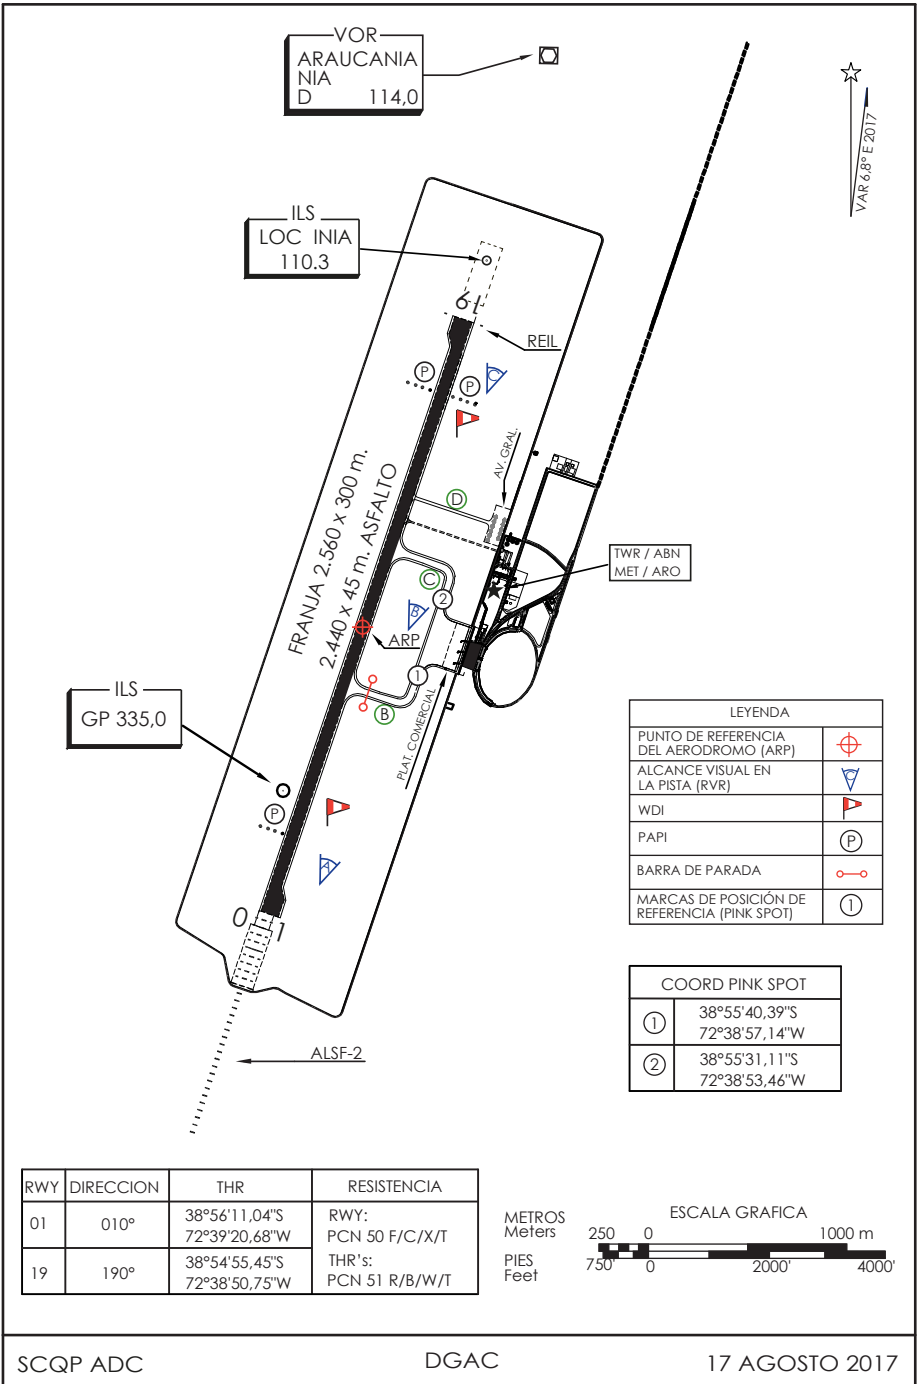 VOR
ARAUCANIA
NIA
D 114,0
VAR 6,8° E 2017
ILS
LOC INIA
110.3
19
REIL
P
P
C
AV. GRAL.
D
FRANJA 2.560 x 300 m.
2.440 x 45 m. ASFALTO
TWR / ABN
MET / ARO
C
2
B
ARP
1
B
PLAT. COMERCIAL
ILS
GP 335,0
P
A
01
ALSF-2
LEYENDA
PUNTO DE REFERENCIA
DEL AERODROMO (ARP)
ALCANCE VISUAL EN
LA PISTA (RVR)
C
WDI
PAPI
P
BARRA DE PARADA
MARCAS DE POSICIÓN DE
REFERENCIA (PINK SPOT)
1
COORD PINK SPOT
1 38°55'40,39"S
72°38'57,14"W
2 38°55'31,11"S
72°38'53,46"W
RWY DIRECCION THR RESISTENCIA
01 010° 38°56'11,04"S
72°39'20,68"W
RWY:
PCN 50 F/C/X/T
19 190° 38°54'55,45"S
72°38'50,75"W
THR's:
PCN 51 R/B/W/T
ESCALA GRAFICA
METROS
Meters
250 0 1000 m
PIES
Feet
750' 0 2000' 4000'
SCQP ADC DGAC 17 AGOSTO 2017